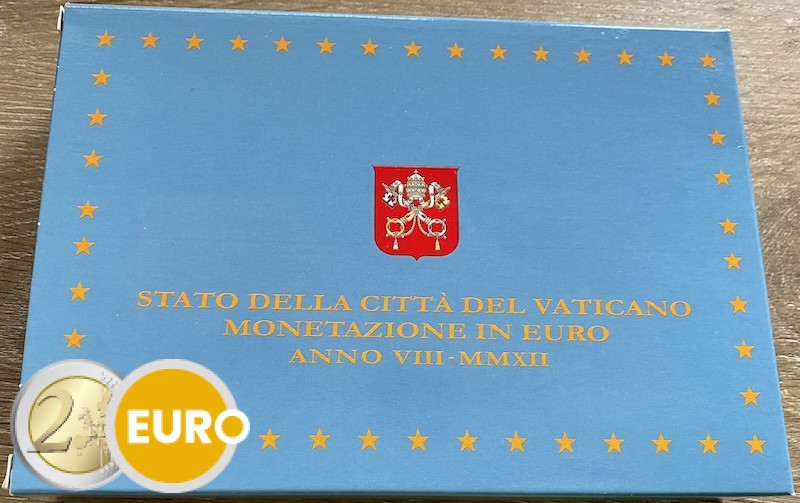 STATO DELLA CITTÀ DEL VATICANO
MONETAZIONE IN EURO
ANNO VIII-MMXII
2 EURO